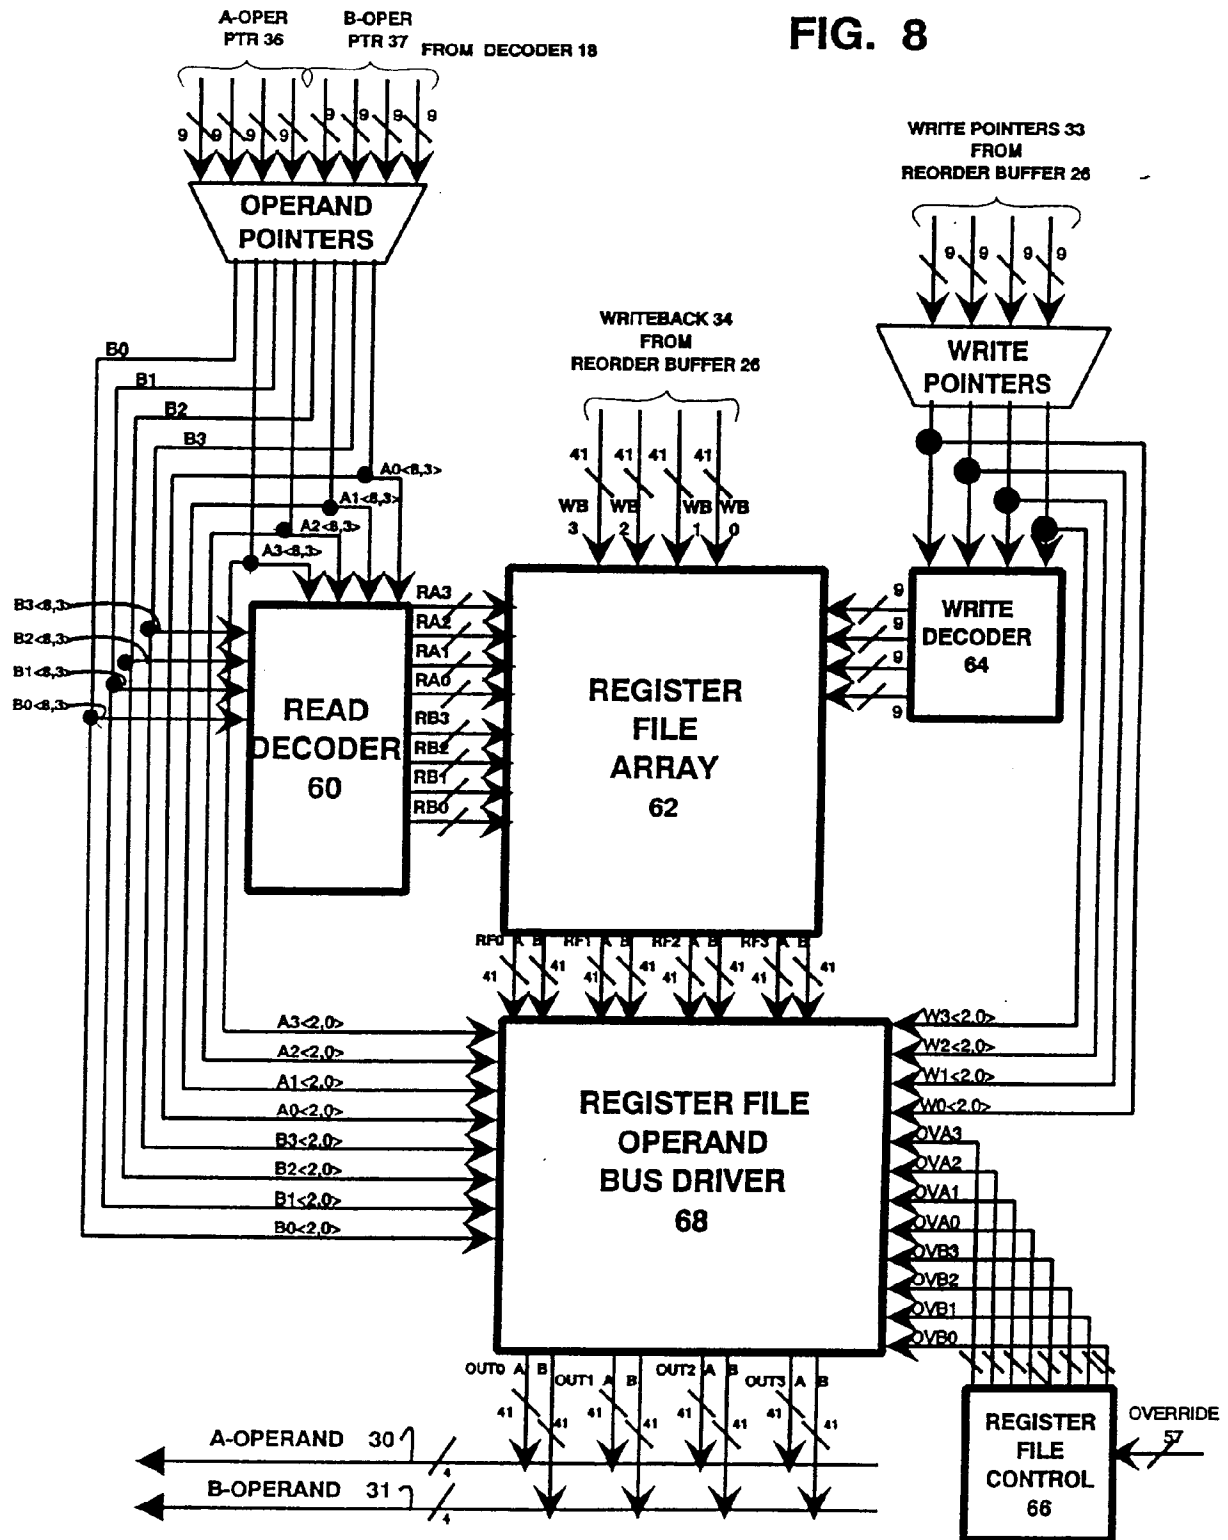 FIG. 8
A-OPER
PTR 36
B-OPER
PTR 37
FROM DECODER 18
9 9 9 9 9 9 9 9
OPERAND
POINTERS
WRITE POINTERS 33
FROM
REORDER BUFFER 26
9 9 9 9
WRITE
POINTERS
WRITEBACK 34
FROM
REORDER BUFFER 26
41 41 41 41
WB WB WB WB
3 2 1 0
B0
B1
B2
B3
A0<8,3>
A1<8,3>
A2<8,3>
A3<8,3>
B3<8,3>
B2<8,3>
B1<8,3>
B0<8,3>
READ
DECODER
60
RA3
RA2
RA1
RA0
RB3
RB2
RB1
RB0
REGISTER
FILE
ARRAY
62
9
9
9
9
WRITE
DECODER
64
RF0 A B RF1 A B RF2 A B RF3 A B
41 41 41 41 41 41 41 41
A3<2,0>
A2<2,0>
A1<2,0>
A0<2,0>
B3<2,0>
B2<2,0>
B1<2,0>
B0<2,0>
REGISTER FILE
OPERAND
BUS DRIVER
68
W3<2,0>
W2<2,0>
W1<2,0>
W0<2,0>
OVA3
OVA2
OVA1
OVA0
OVB3
OVB2
OVB1
OVB0
OUT0 A B OUT1 A B OUT2 A B OUT3 A B
41 41 41 41 41 41 41 41
A-OPERAND 30
4
B-OPERAND 31
4
REGISTER
FILE
CONTROL
66
OVERRIDE
57